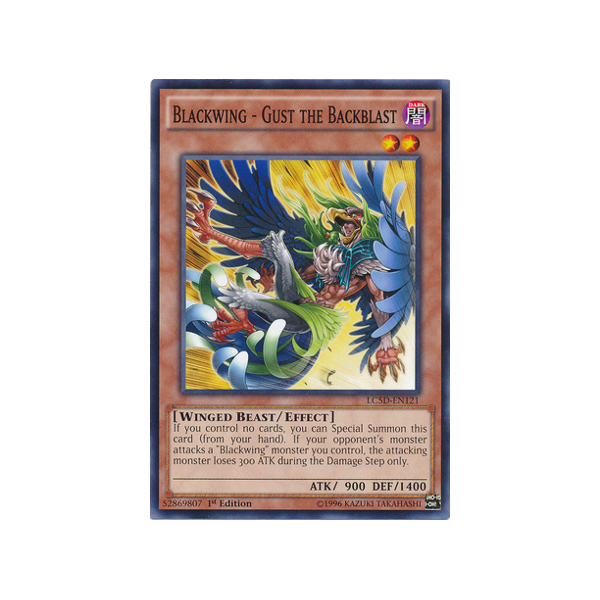 Blackwing - Gust the Backblast
DARK
闇
LC5D-EN121
[Winged Beast/Effect]
If you control no cards, you can Special Summon this
card (from your hand). If your opponent's monster
attacks a "Blackwing" monster you control, the attacking
monster loses 300 ATK during the Damage Step only.
ATK/ 900 DEF/1400
52869807 1st Edition
©1996 KAZUKI TAKAHASHI